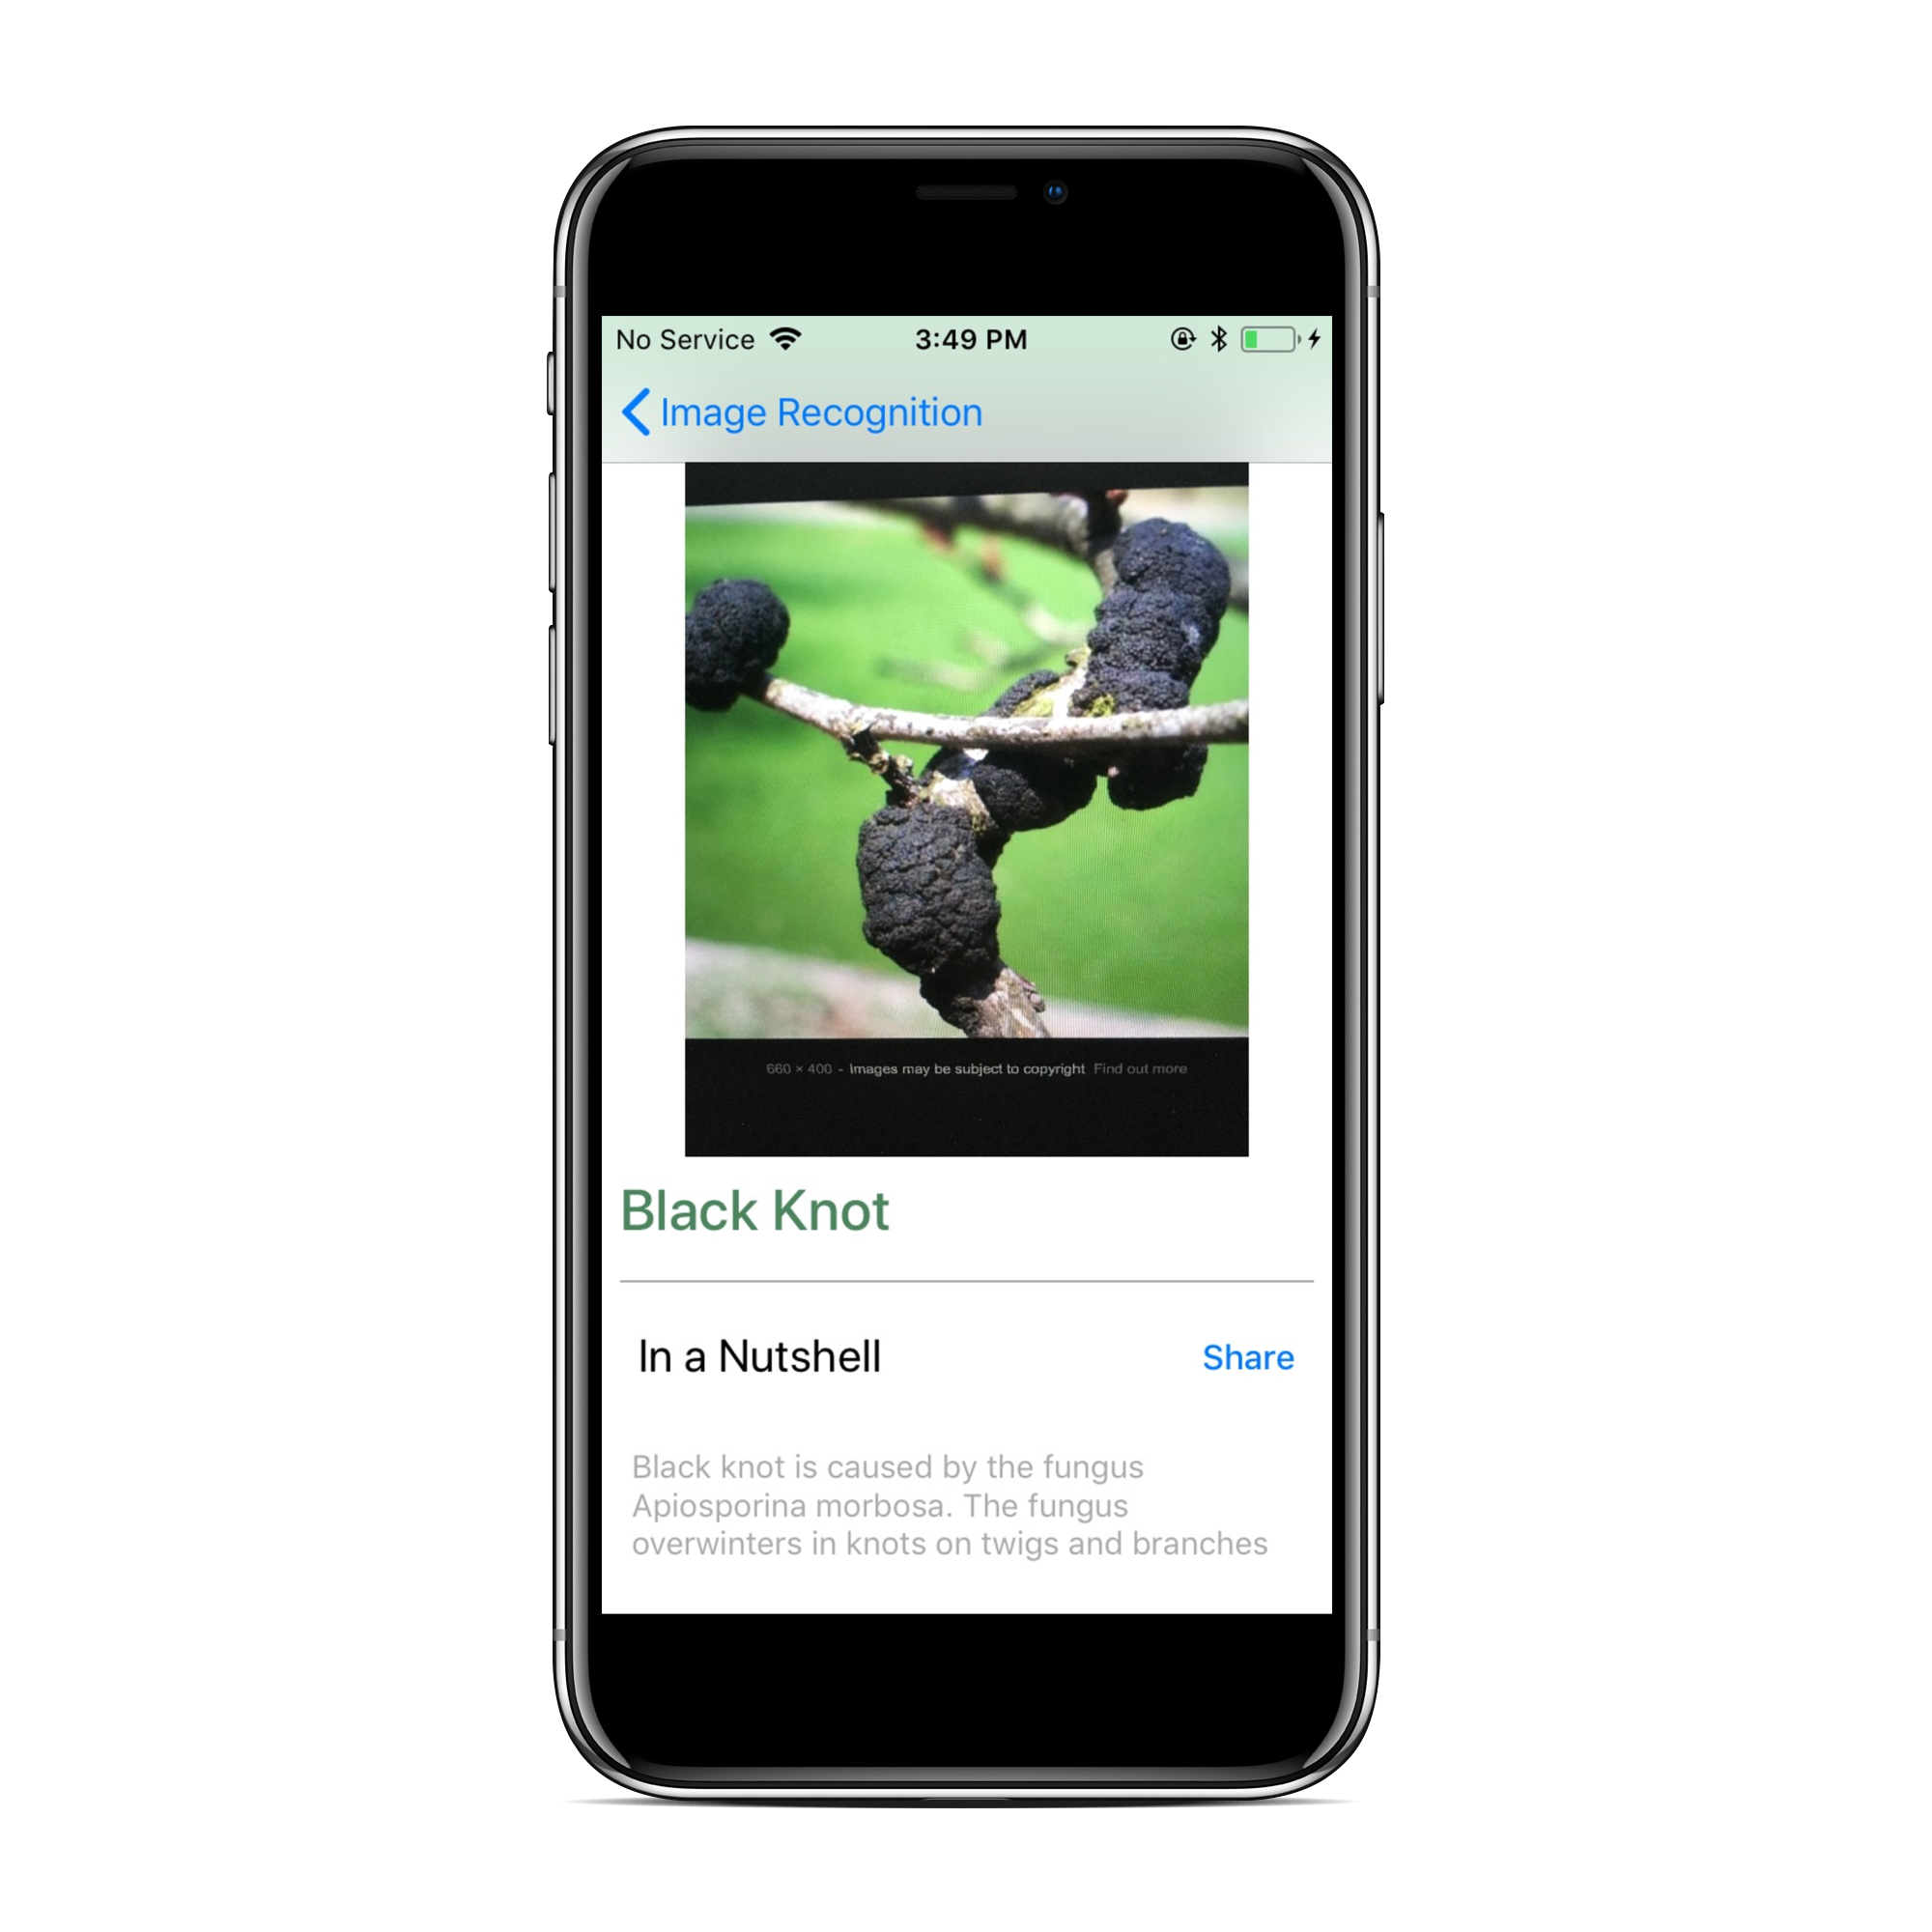 No Service 3:49 PM
Image Recognition
660 × 400 - Images may be subject to copyright Find out more
Black Knot
In a Nutshell Share
Black knot is caused by the fungus
Apiosporina morbosa. The fungus
overwinters in knots on twigs and branches